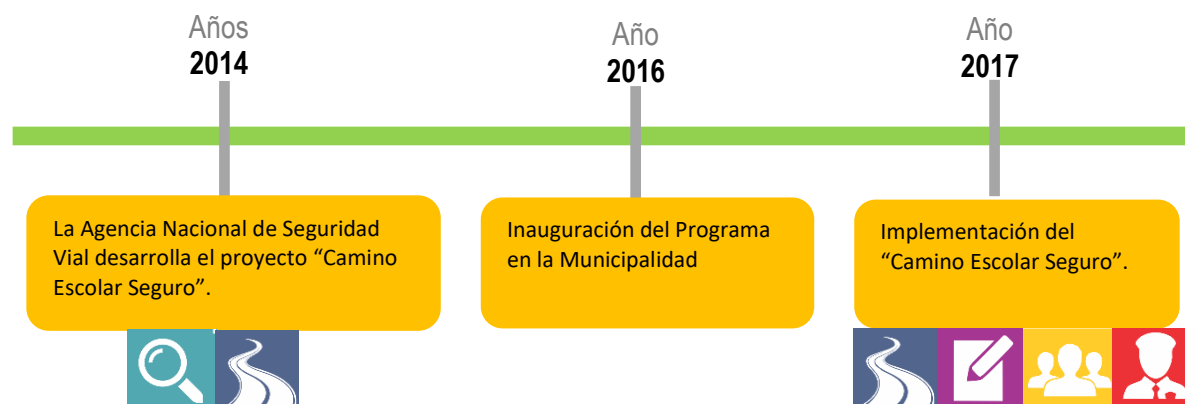 Años
2014
La Agencia Nacional de Seguridad
Vial desarrolla el proyecto “Camino
Escolar Seguro”.
Año
2016
Inauguración del Programa
en la Municipalidad
Año
2017
Implementación del
“Camino Escolar Seguro”.